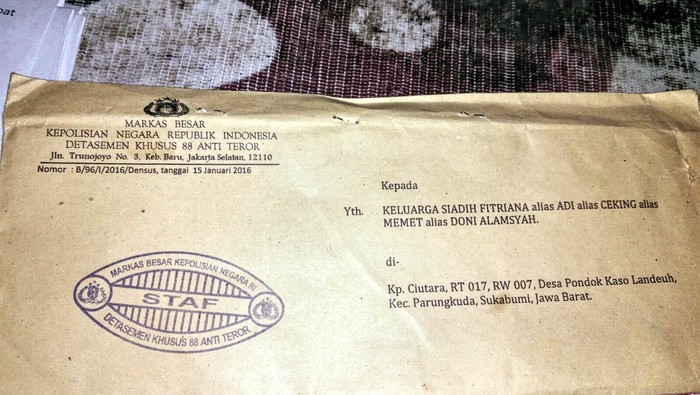 pat
MARKAS BESAR
KEPOLISIAN NEGARA REPUBLIK INDONESIA
DETASEMEN KHUSUS 88 ANTI TEROR
Jln. Trunojoyo No. 3, Keb. Baru, Jakarta Selatan, 12110
Nomor : B/96/I/2016/Densus, tanggal 15 Januari 2016
Kepada
Yth. KELUARGA SIADIH FITRIANA alias ADI alias CEKING alias
MEMET alias DONI ALAMSYAH.
di-
Kp. Ciutara, RT 017, RW 007, Desa Pondok Kaso Landeuh,
Kec. Parungkuda, Sukabumi, Jawa Barat.
MARKAS BESAR KEPOLISIAN NEGARA RI
STAF
DETASEMEN KHUSUS 88 ANTI TEROR